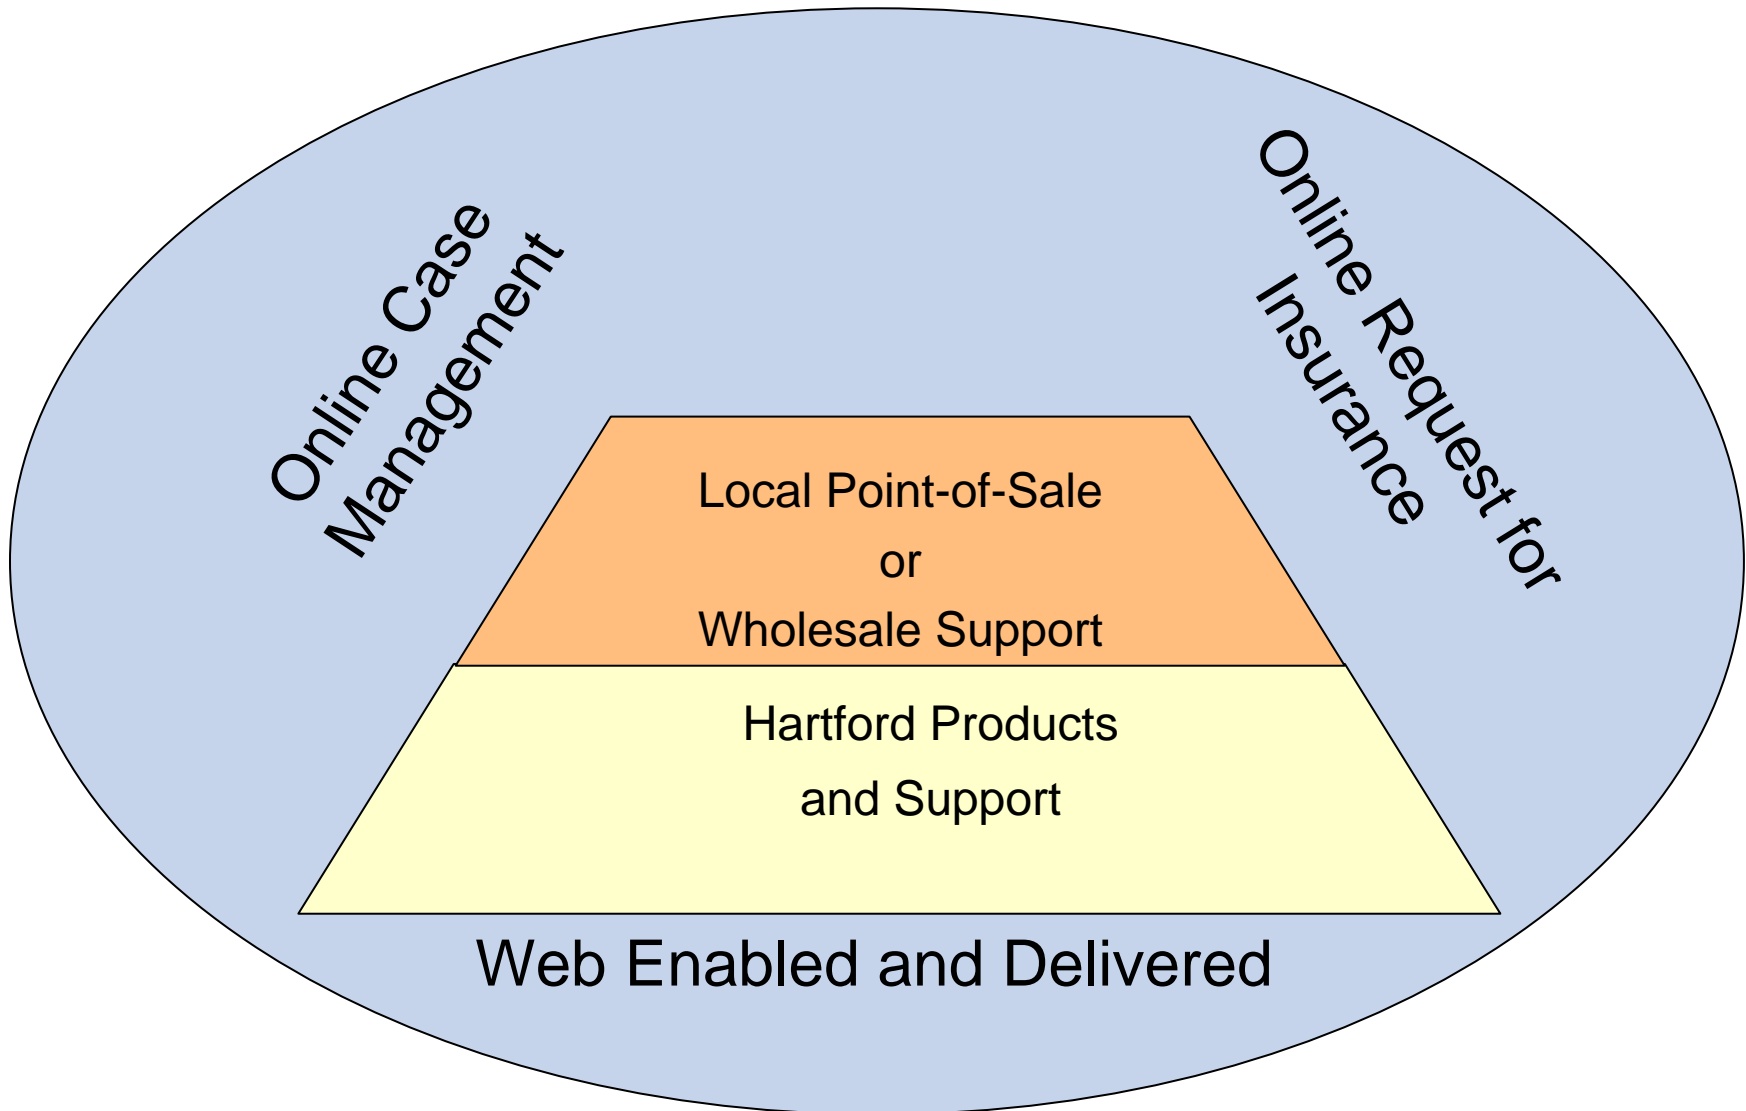 Online Case
Management
Online Request for
Insurance
Local Point-of-Sale
or
Wholesale Support
Hartford Products
and Support
Web Enabled and Delivered